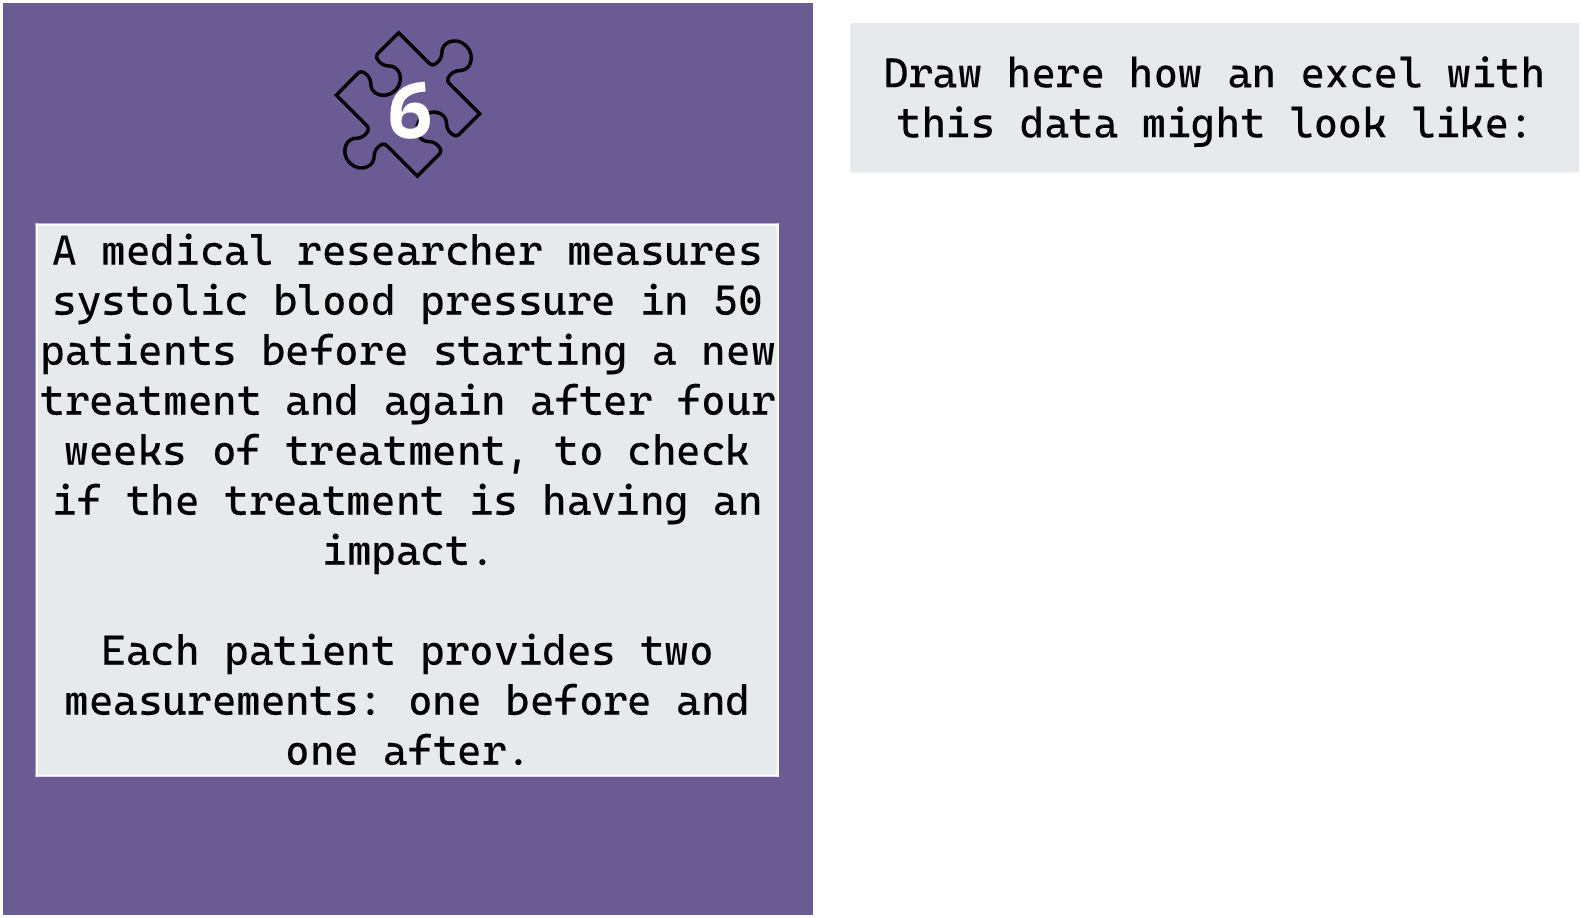 6
A medical researcher measures
systolic blood pressure in 50
patients before starting a new
treatment and again after four
weeks of treatment, to check
if the treatment is having an
impact.
Each patient provides two
measurements: one before and
one after.
Draw here how an excel with
this data might look like: